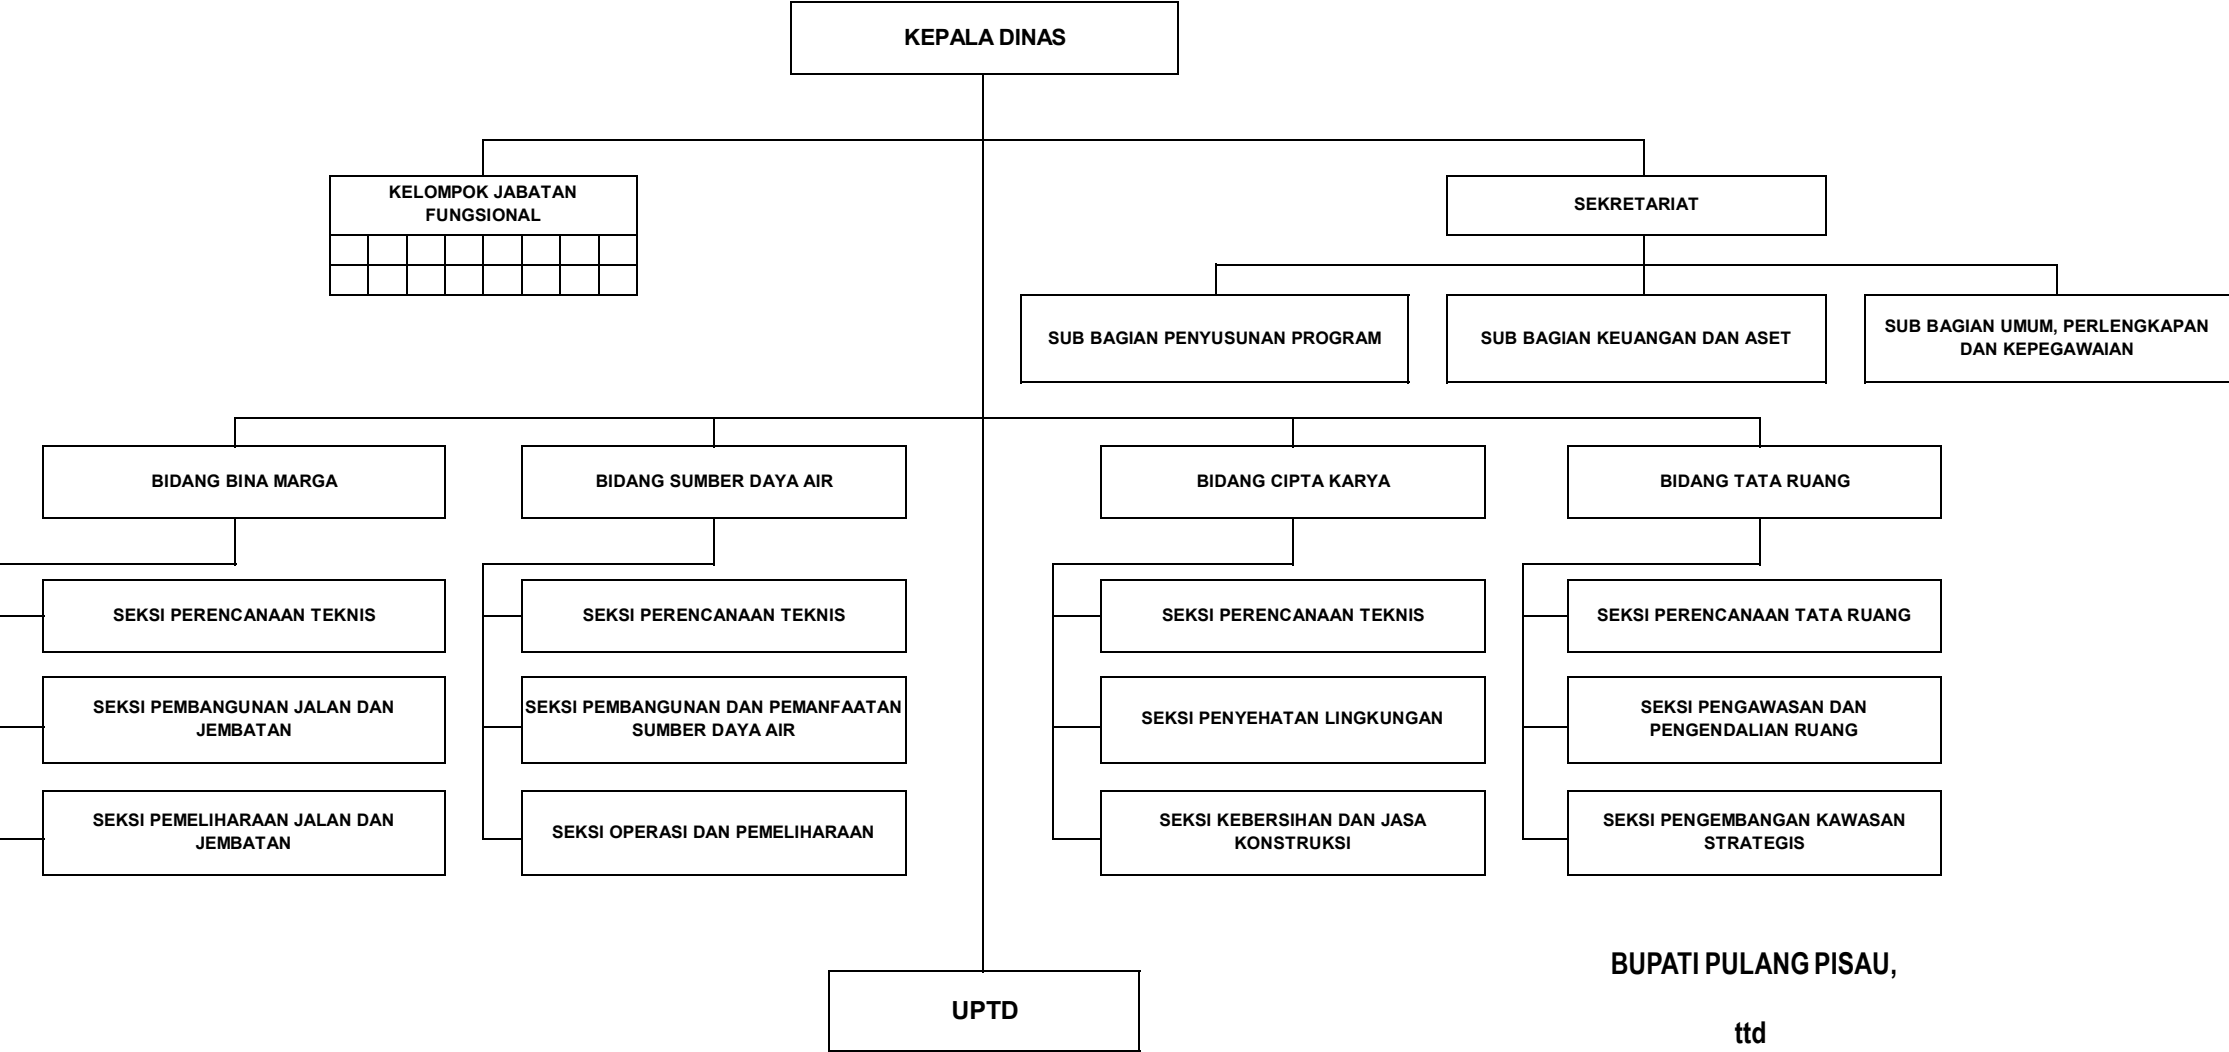 KEPALA DINAS
KELOMPOK JABATAN
FUNGSIONAL
SEKRETARIAT
SUB BAGIAN PENYUSUNAN PROGRAM
SUB BAGIAN KEUANGAN DAN ASET
SUB BAGIAN UMUM, PERLENGKAPAN
DAN KEPEGAWAIAN
BIDANG BINA MARGA
BIDANG SUMBER DAYA AIR
BIDANG CIPTA KARYA
BIDANG TATA RUANG
SEKSI PERENCANAAN TEKNIS
SEKSI PERENCANAAN TEKNIS
SEKSI PERENCANAAN TEKNIS
SEKSI PERENCANAAN TATA RUANG
SEKSI PEMBANGUNAN JALAN DAN
JEMBATAN
SEKSI PEMBANGUNAN DAN PEMANFAATAN
SUMBER DAYA AIR
SEKSI PENYEHATAN LINGKUNGAN
SEKSI PENGAWASAN DAN
PENGENDALIAN RUANG
SEKSI PEMELIHARAAN JALAN DAN
JEMBATAN
SEKSI OPERASI DAN PEMELIHARAAN
SEKSI KEBERSIHAN DAN JASA
KONSTRUKSI
SEKSI PENGEMBANGAN KAWASAN
STRATEGIS
UPTD
BUPATI PULANG PISAU,
ttd